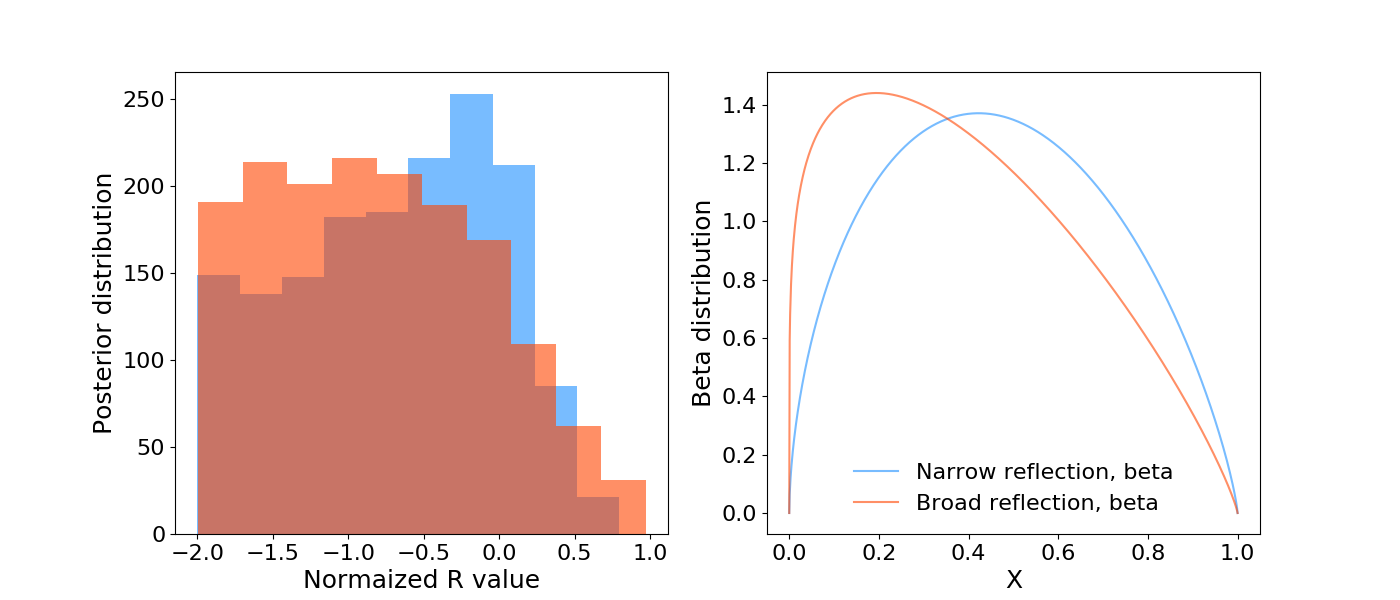 Posterior distribution
250
200
150
100
50
0
−2.0 −1.5 −1.0 −0.5 0.0 0.5 1.0
Normaized R value
Beta distribution
1.4
1.2
1.0
0.8
0.6
0.4
0.2
0.0
Narrow reflection, beta
Broad reflection, beta
0.0 0.2 0.4 0.6 0.8 1.0
X